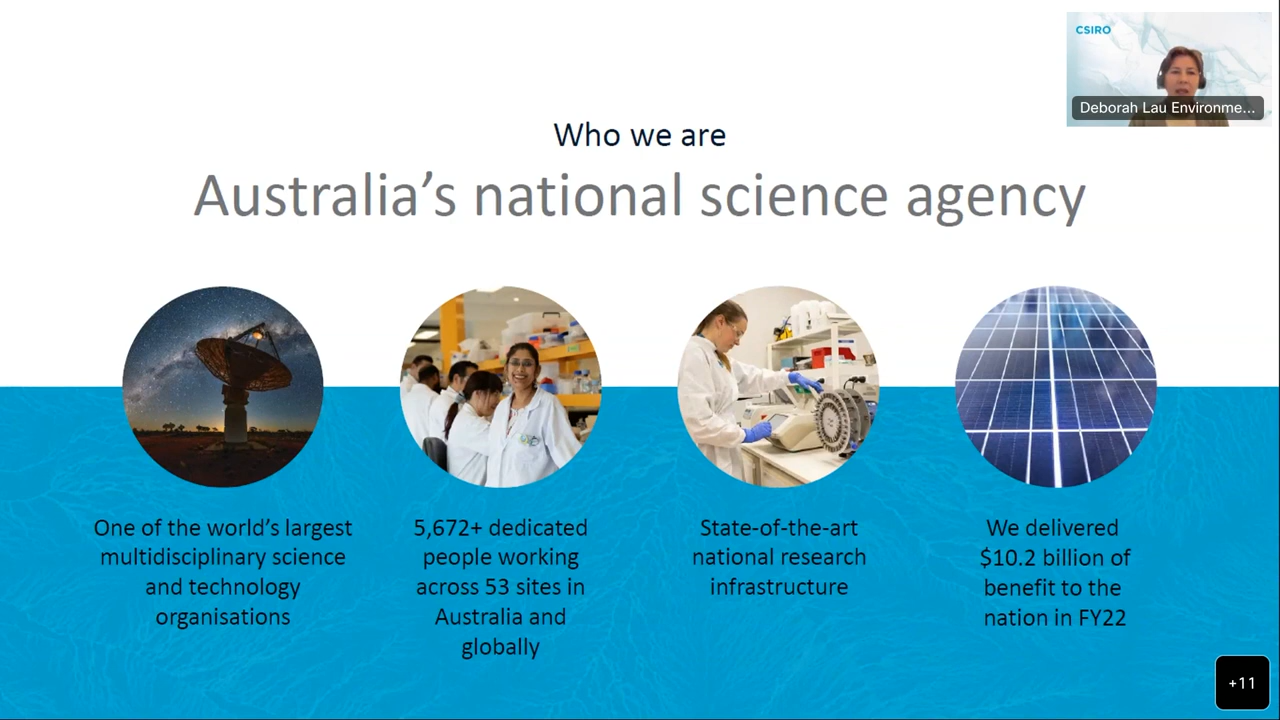 CSIRO
Deborah Lau Environme...
Who we are
Australia's national science agency
One of the world's largest
multidisciplinary science
and technology
organisations
5,672+ dedicated
people working
across 53 sites in
Australia and
globally
State-of-the-art
national research
infrastructure
We delivered
$10.2 billion of
benefit to the
nation in FY22
+11